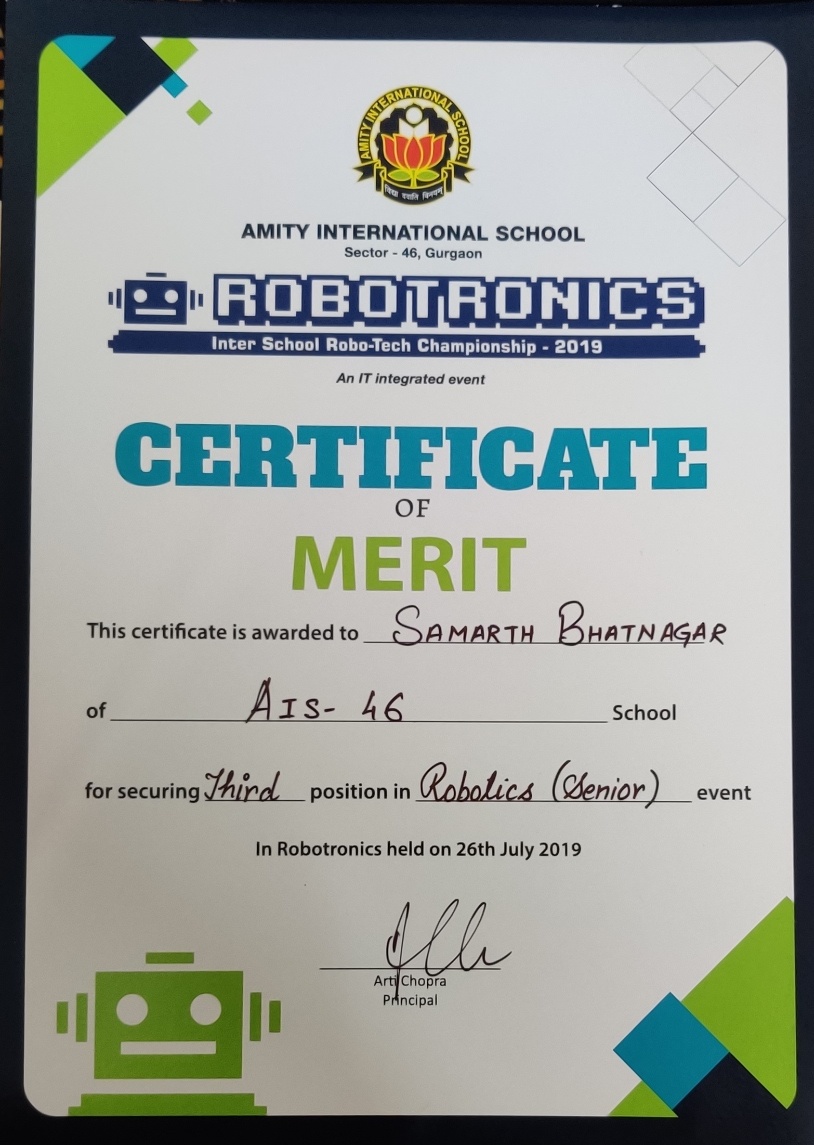 AMITY INTERNATIONAL SCHOOL
विद्या ददाति विनयम्
AMITY INTERNATIONAL SCHOOL
Sector - 46, Gurgaon
ROBOTRONICS
Inter School Robo-Tech Championship - 2019
An IT integrated event
CERTIFICATE
OF
MERIT
This certificate is awarded to SAMARTH BHATNAGAR
of AIS- 46 School
for securing Third position in Robotics (Senior) event
In Robotronics held on 26th July 2019
Arti Chopra
Principal